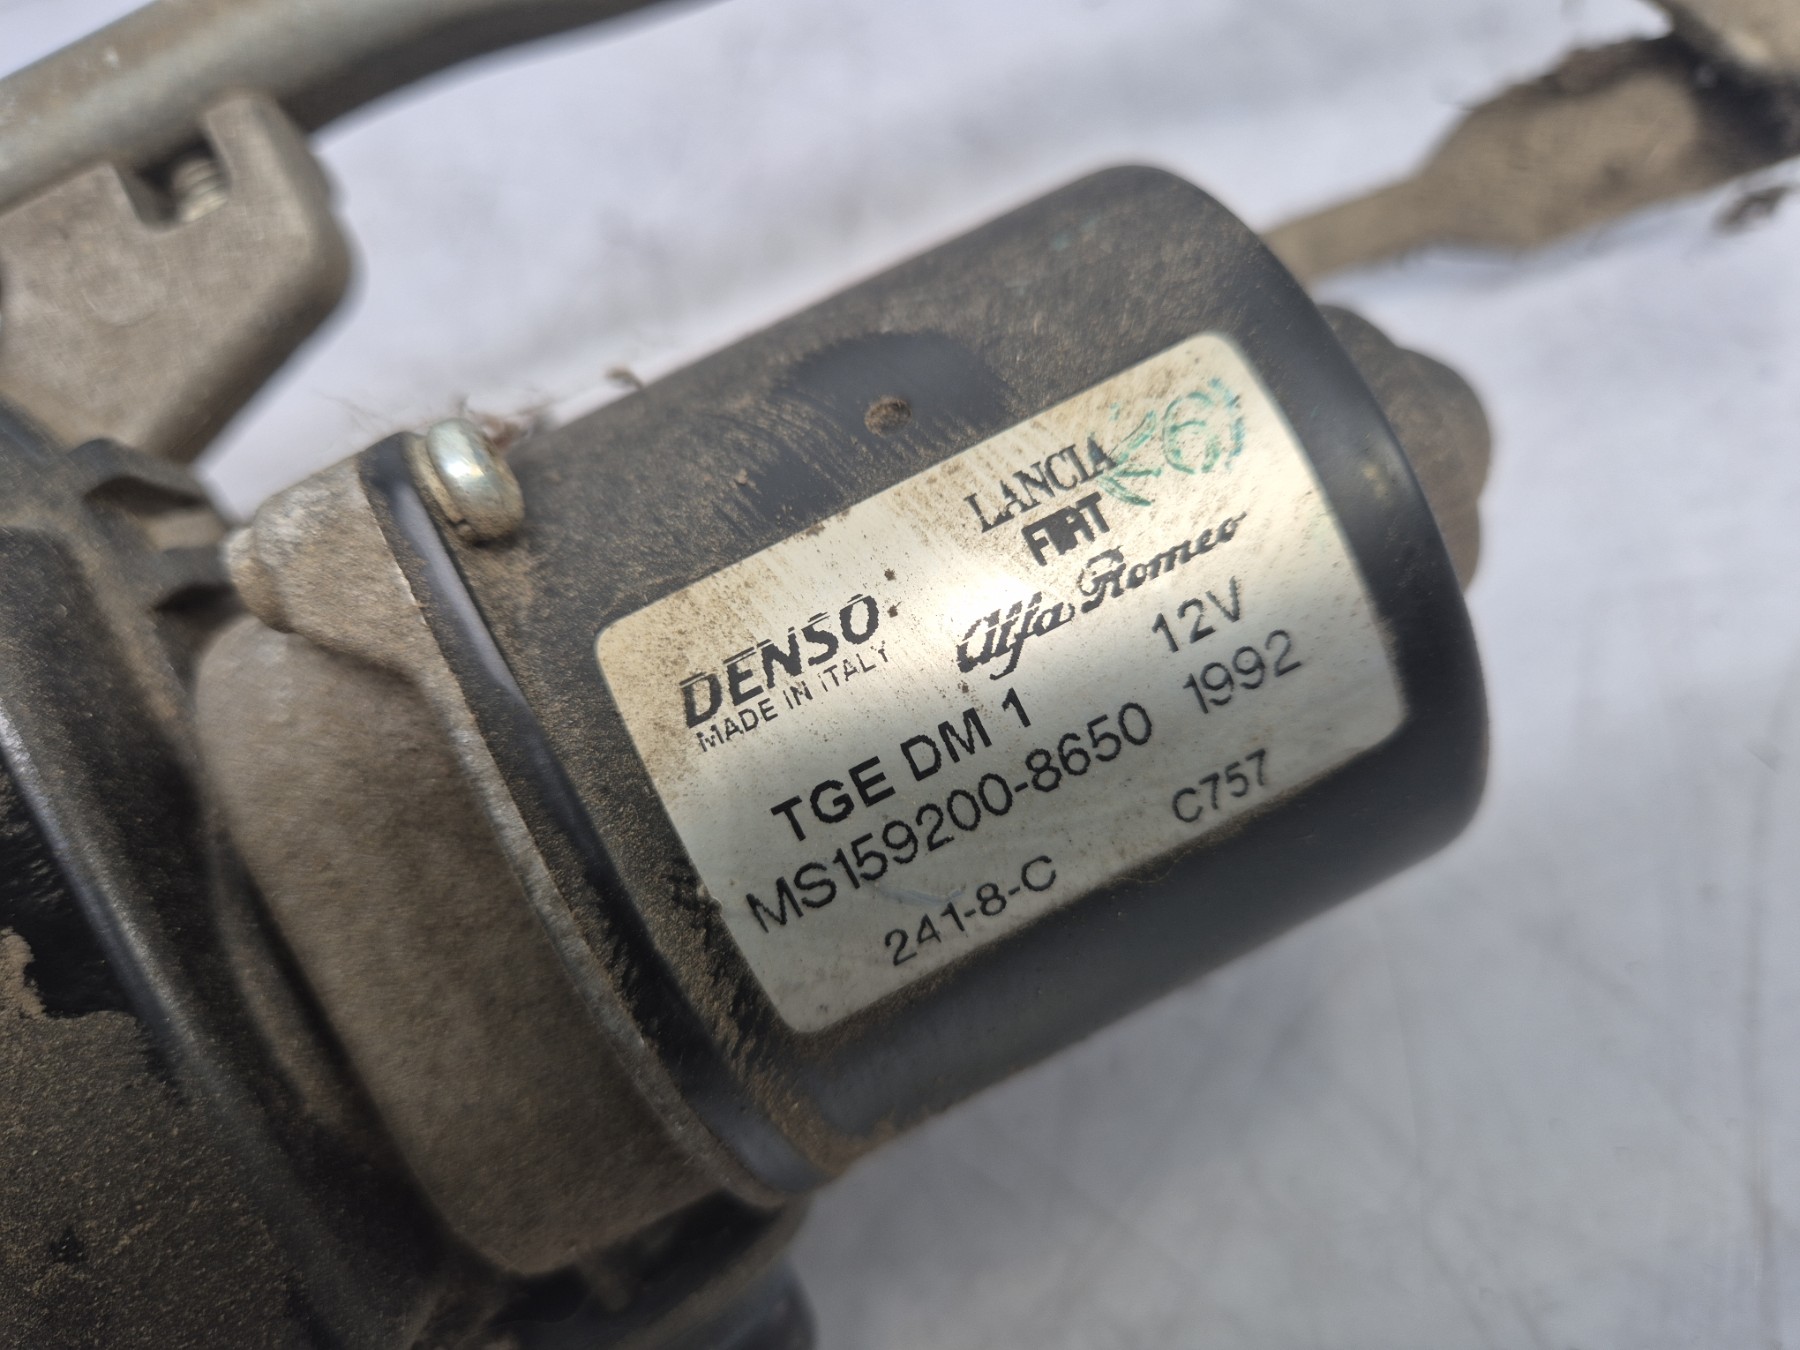 LANCIA
FIAT
Alfa Romeo
DENSO
MADE IN ITALY
12V
TGE DM 1
MS159200-8650 1992
241-8-C C757